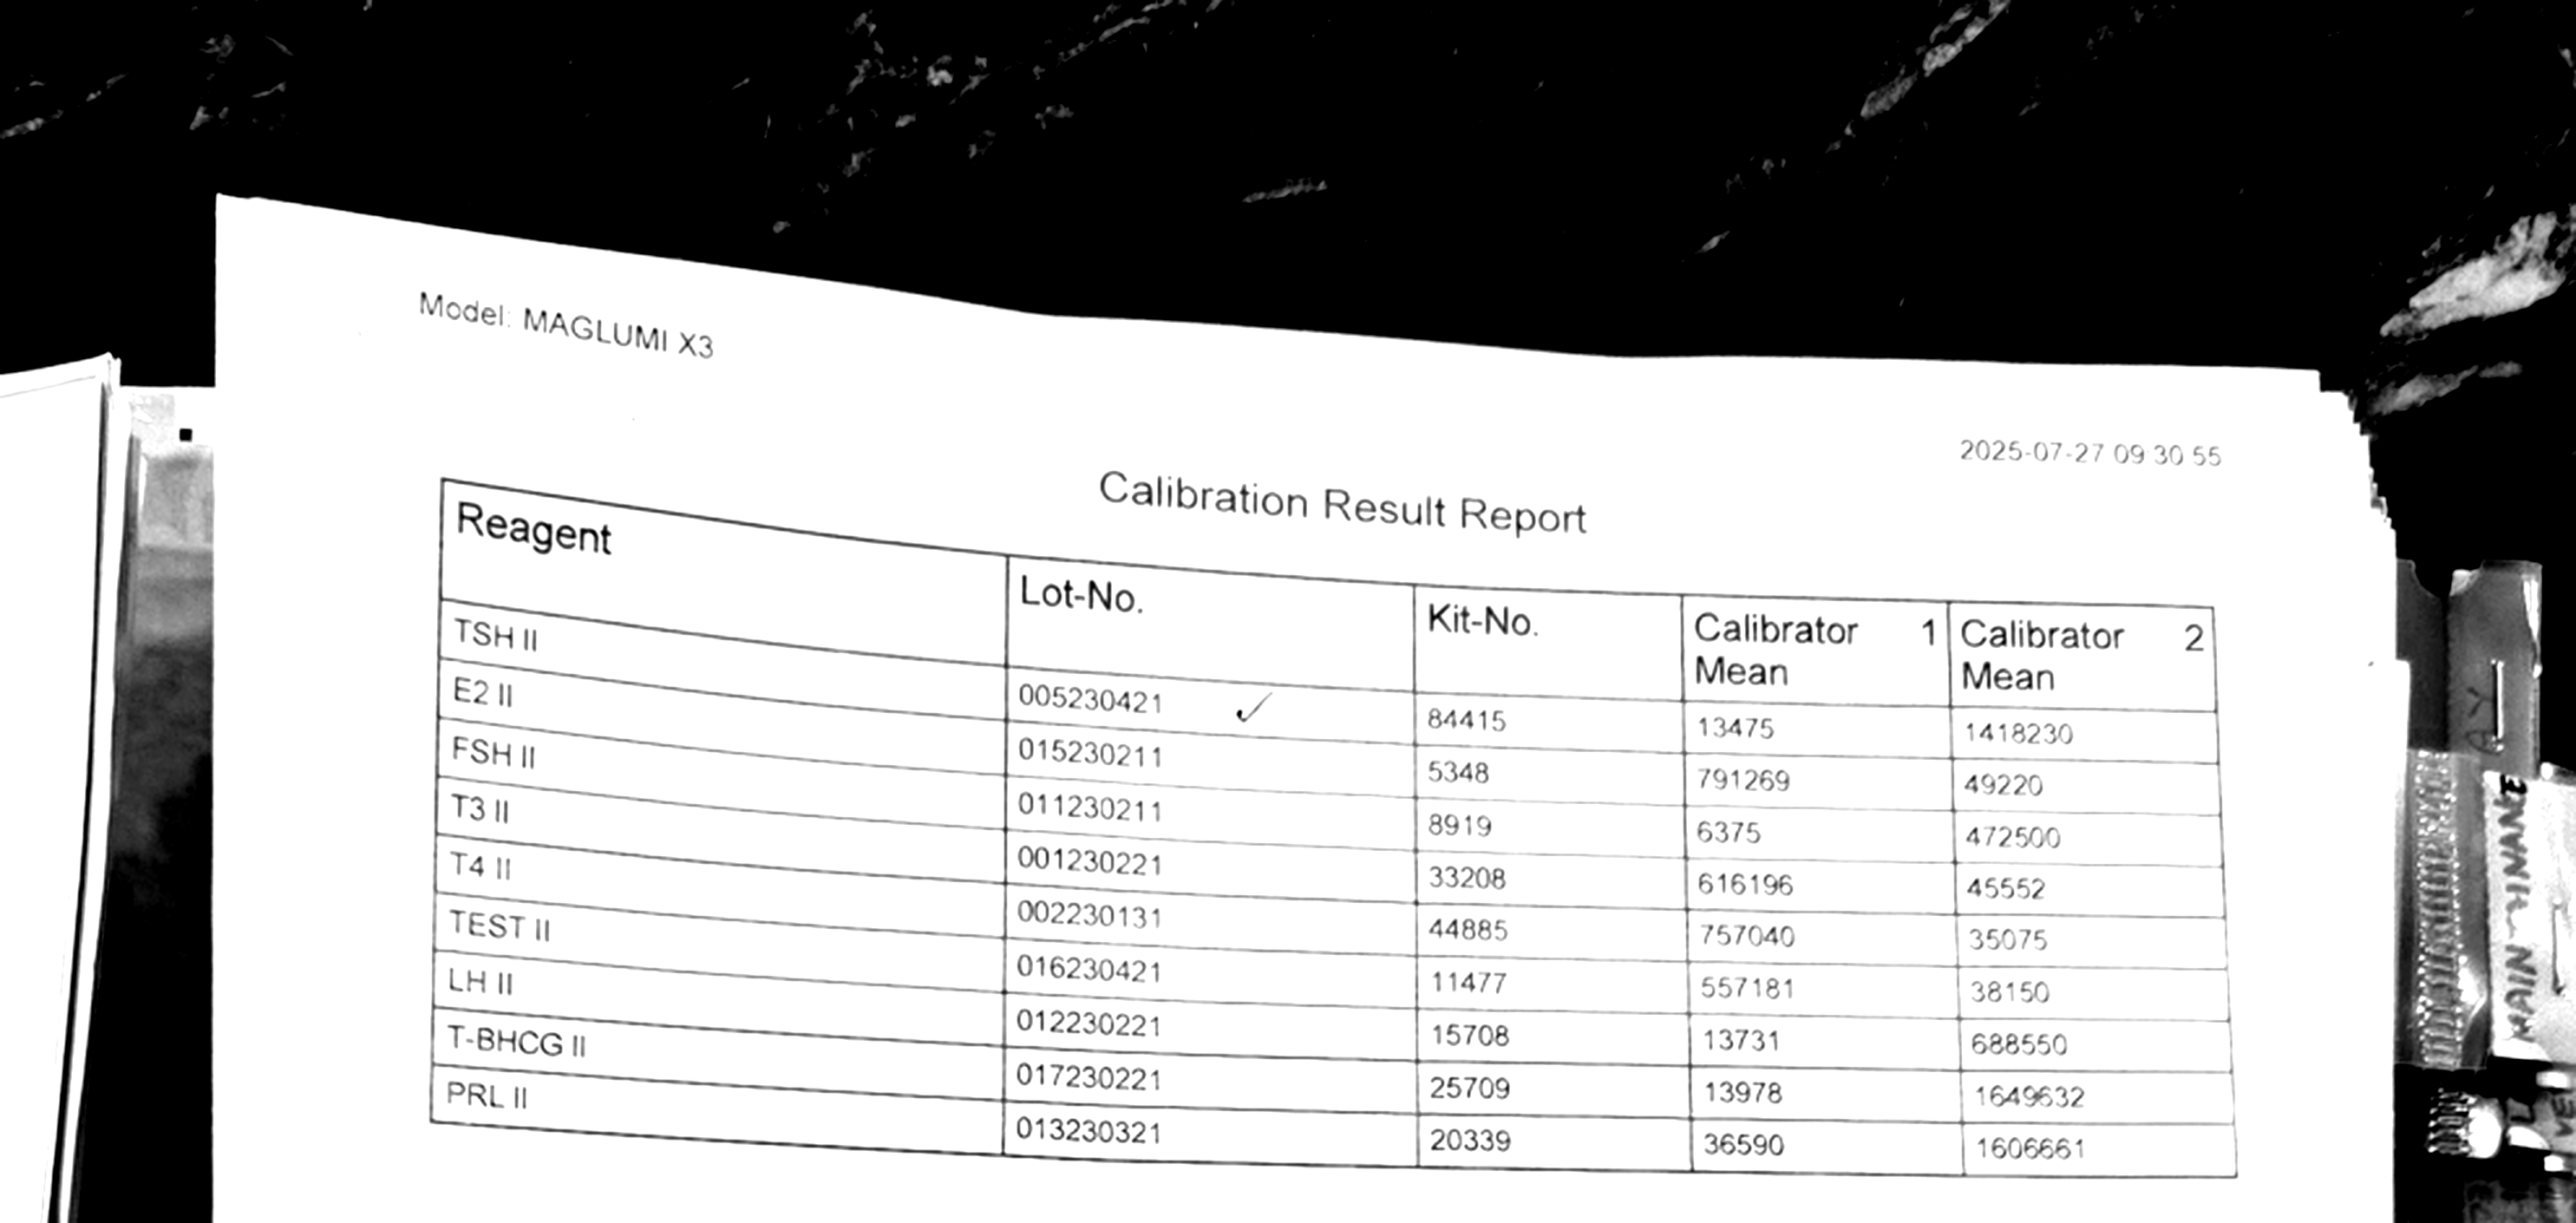 Model: MAGLUMI X3
2025-07-27 09 30 55
Calibration Result Report
Reagent Lot-No. Kit-No. Calibrator 1 Mean Calibrator 2 Mean
TSH II 005230421 ✓ 84415 13475 1418230
E2 II 015230211 5348 791269 49220
FSH II 011230211 8919 6375 472500
T3 II 001230221 33208 616196 45552
T4 II 002230131 44885 757040 35075
TEST II 016230421 11477 557181 38150
LH II 012230221 15708 13731 688550
T-BHCG II 017230221 25709 13978 1649632
PRL II 013230321 20339 36590 1606661